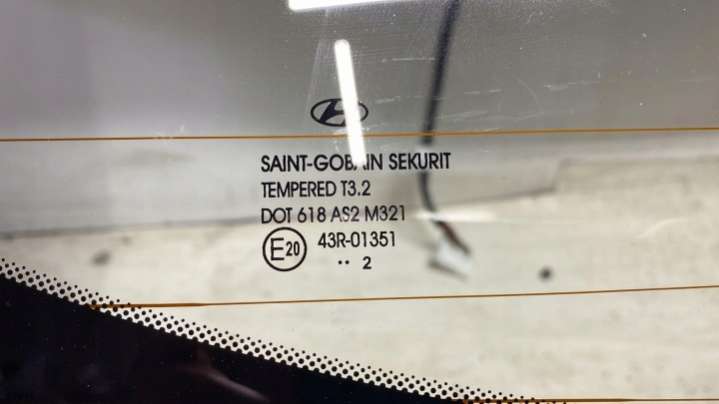 SAINT-GOBAIN SEKURIT
TEMPERED T3.2
DOT 618 AS2 M321
E20 43R-01351
.. 2